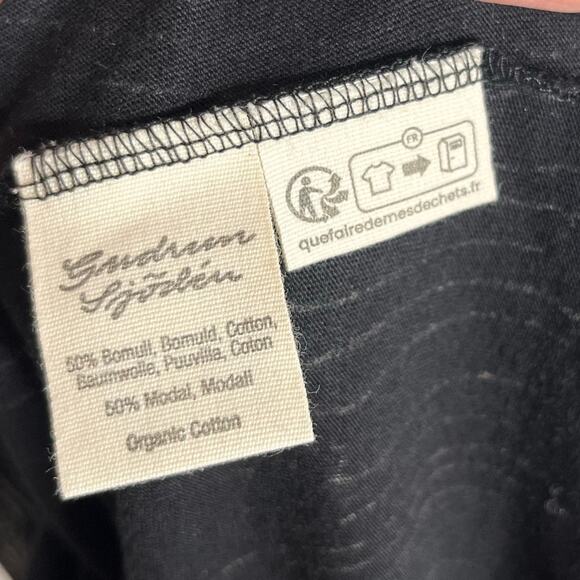 Gudrun
Sjödén
50% Bomull, Bomuld, Cotton,
Baumwolle, Puuvilla, Coton
50% Modal, Modali
Organic Cotton
FR
quefairedemesdechets.fr